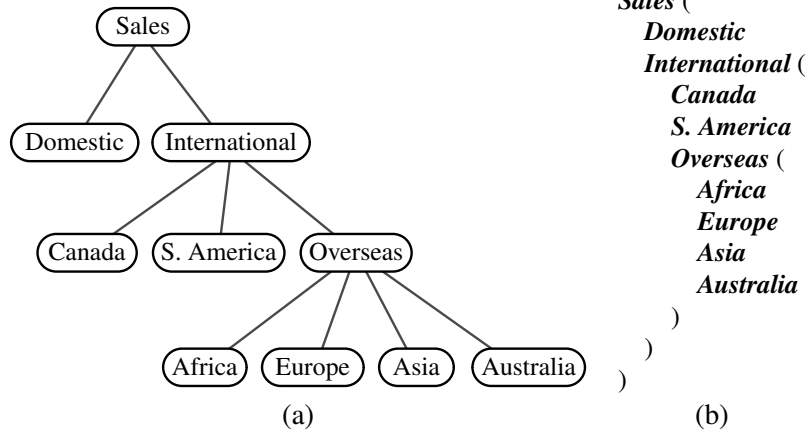 Sales
Domestic International
Canada S. America Overseas
Africa Europe Asia Australia
(a)
Sales (
Domestic
International (
Canada
S. America
Overseas (
Africa
Europe
Asia
Australia
)
)
)
(b)